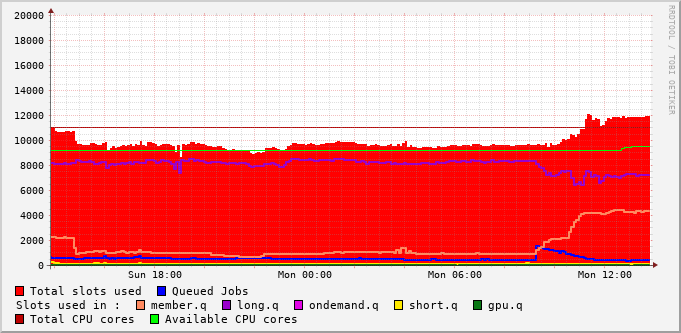 20000
18000
16000
14000
12000
10000
8000
6000
4000
2000
0
Sun 18:00 Mon 00:00 Mon 06:00 Mon 12:00
RRDTOOL / TOBI OETIKER
Total slots used Queued Jobs
Slots used in : member.q long.q ondemand.q short.q gpu.q
Total CPU cores Available CPU cores